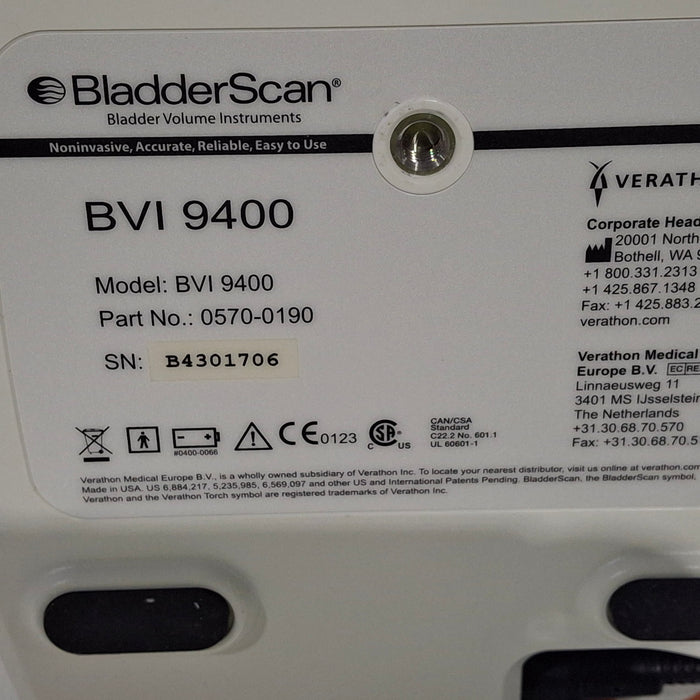 BladderScan®
Bladder Volume Instruments
Noninvasive, Accurate, Reliable, Easy to Use
BVI 9400
Model: BVI 9400
Part No.: 0570-0190
SN: B4301706
#0400-0066
CE 0123
C US
CAN/CSA
Standard
C22.2 No. 601.1
UL 60601-1
VERATH
Corporate Head
20001 North
Bothell, WA
+1 800.331.2313
+1 425.867.1348
Fax: +1 425.883.2
verathon.com
Verathon Medical
Europe B.V. EC RE
Linnaeusweg 11
3401 MS IJsselstein
The Netherlands
+31.30.68.70.570
Fax: +31.30.68.70.5
Verathon Medical Europe B.V., is a wholly owned subsidiary of Verathon Inc. To locate your nearest distributor, visit us online at verathon.com
Made in USA. US 6,884,217, 5,235,985, 6,569,097 and other US and International Patents Pending. BladderScan, the BladderScan symbol,
Verathon and the Verathon Torch symbol are registered trademarks of Verathon Inc.